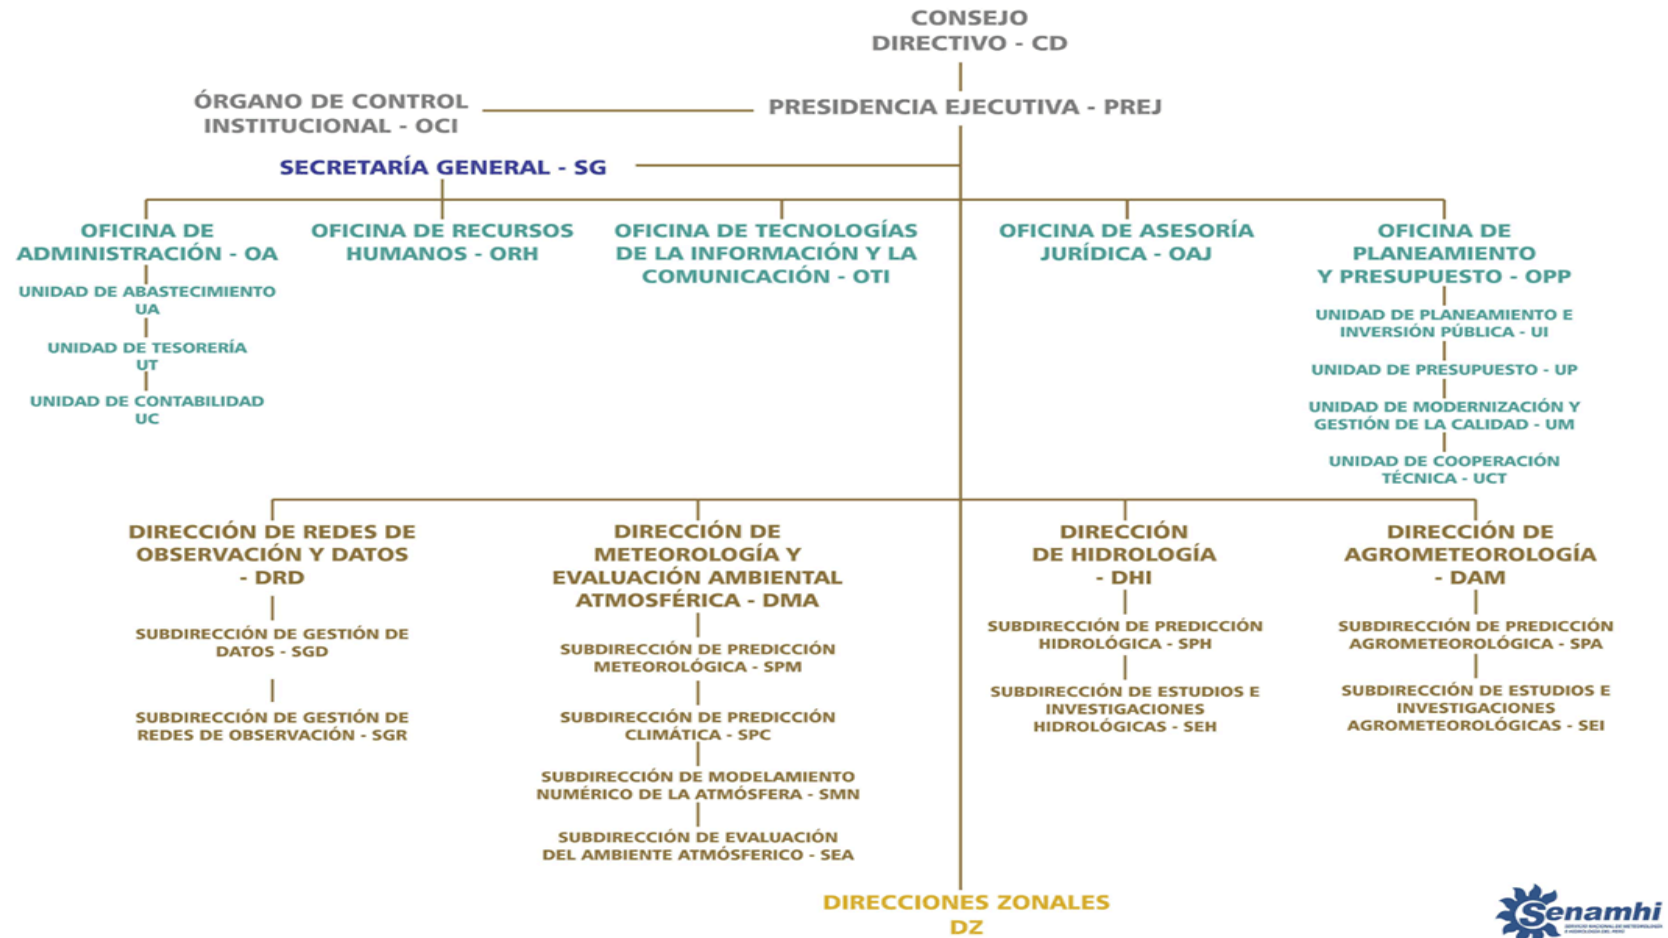 CONSEJO
DIRECTIVO - CD
ÓRGANO DE CONTROL
INSTITUCIONAL - OCI
PRESIDENCIA EJECUTIVA - PREJ
SECRETARÍA GENERAL - SG
OFICINA DE
ADMINISTRACIÓN - OA
UNIDAD DE ABASTECIMIENTO
UA
UNIDAD DE TESORERÍA
UT
UNIDAD DE CONTABILIDAD
UC
OFICINA DE RECURSOS
HUMANOS - ORH
OFICINA DE TECNOLOGÍAS
DE LA INFORMACIÓN Y LA
COMUNICACIÓN - OTI
OFICINA DE ASESORÍA
JURÍDICA - OAJ
OFICINA DE
PLANEAMIENTO
Y PRESUPUESTO - OPP
UNIDAD DE PLANEAMIENTO E
INVERSIÓN PÚBLICA - UI
UNIDAD DE PRESUPUESTO - UP
UNIDAD DE MODERNIZACIÓN Y
GESTIÓN DE LA CALIDAD - UM
UNIDAD DE COOPERACIÓN
TÉCNICA - UCT
DIRECCIÓN DE REDES DE
OBSERVACIÓN Y DATOS
- DRD
SUBDIRECCIÓN DE GESTIÓN DE
DATOS - SGD
SUBDIRECCIÓN DE GESTIÓN DE
REDES DE OBSERVACIÓN - SGR
DIRECCIÓN DE
METEOROLOGÍA Y
EVALUACIÓN AMBIENTAL
ATMOSFÉRICA - DMA
SUBDIRECCIÓN DE PREDICCIÓN
METEOROLÓGICA - SPM
SUBDIRECCIÓN DE PREDICCIÓN
CLIMÁTICA - SPC
SUBDIRECCIÓN DE MODELAMIENTO
NUMÉRICO DE LA ATMÓSFERA - SMN
SUBDIRECCIÓN DE EVALUACIÓN
DEL AMBIENTE ATMÓSFERICO - SEA
DIRECCIÓN
DE HIDROLOGÍA
- DHI
SUBDIRECCIÓN DE PREDICCIÓN
HIDROLÓGICA - SPH
SUBDIRECCIÓN DE ESTUDIOS E
INVESTIGACIONES
HIDROLÓGICAS - SEH
DIRECCIÓN DE
AGROMETEOROLOGÍA
- DAM
SUBDIRECCIÓN DE PREDICCIÓN
AGROMETEOROLÓGICA - SPA
SUBDIRECCIÓN DE ESTUDIOS E
INVESTIGACIONES
AGROMETEOROLÓGICAS - SEI
DIRECCIONES ZONALES
DZ
Senamhi
SERVICIO NACIONAL DE METEOROLOGÍA
E HIDROLOGÍA DEL PERÚ